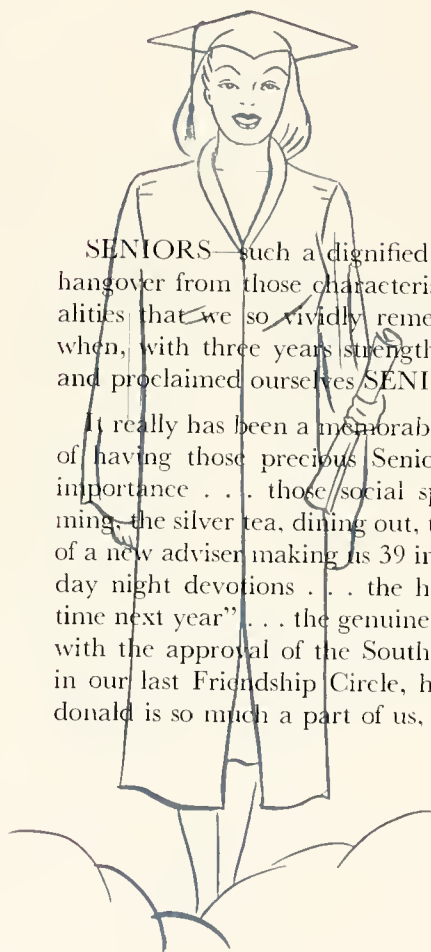 SENIORS—such a dignified
hangover from those characteris
alities that we so vividly reme
when, with three years strength
and proclaimed ourselves SENI
It really has been a memorab
of having those precious Senio
importance . . . those social sp
ming, the silver tea, dining out, t
of a new adviser making us 39 in
day night devotions . . . the h
time next year” . . . the genuine
with the approval of the South
in our last Friendship Circle, h
donald is so much a part of us,